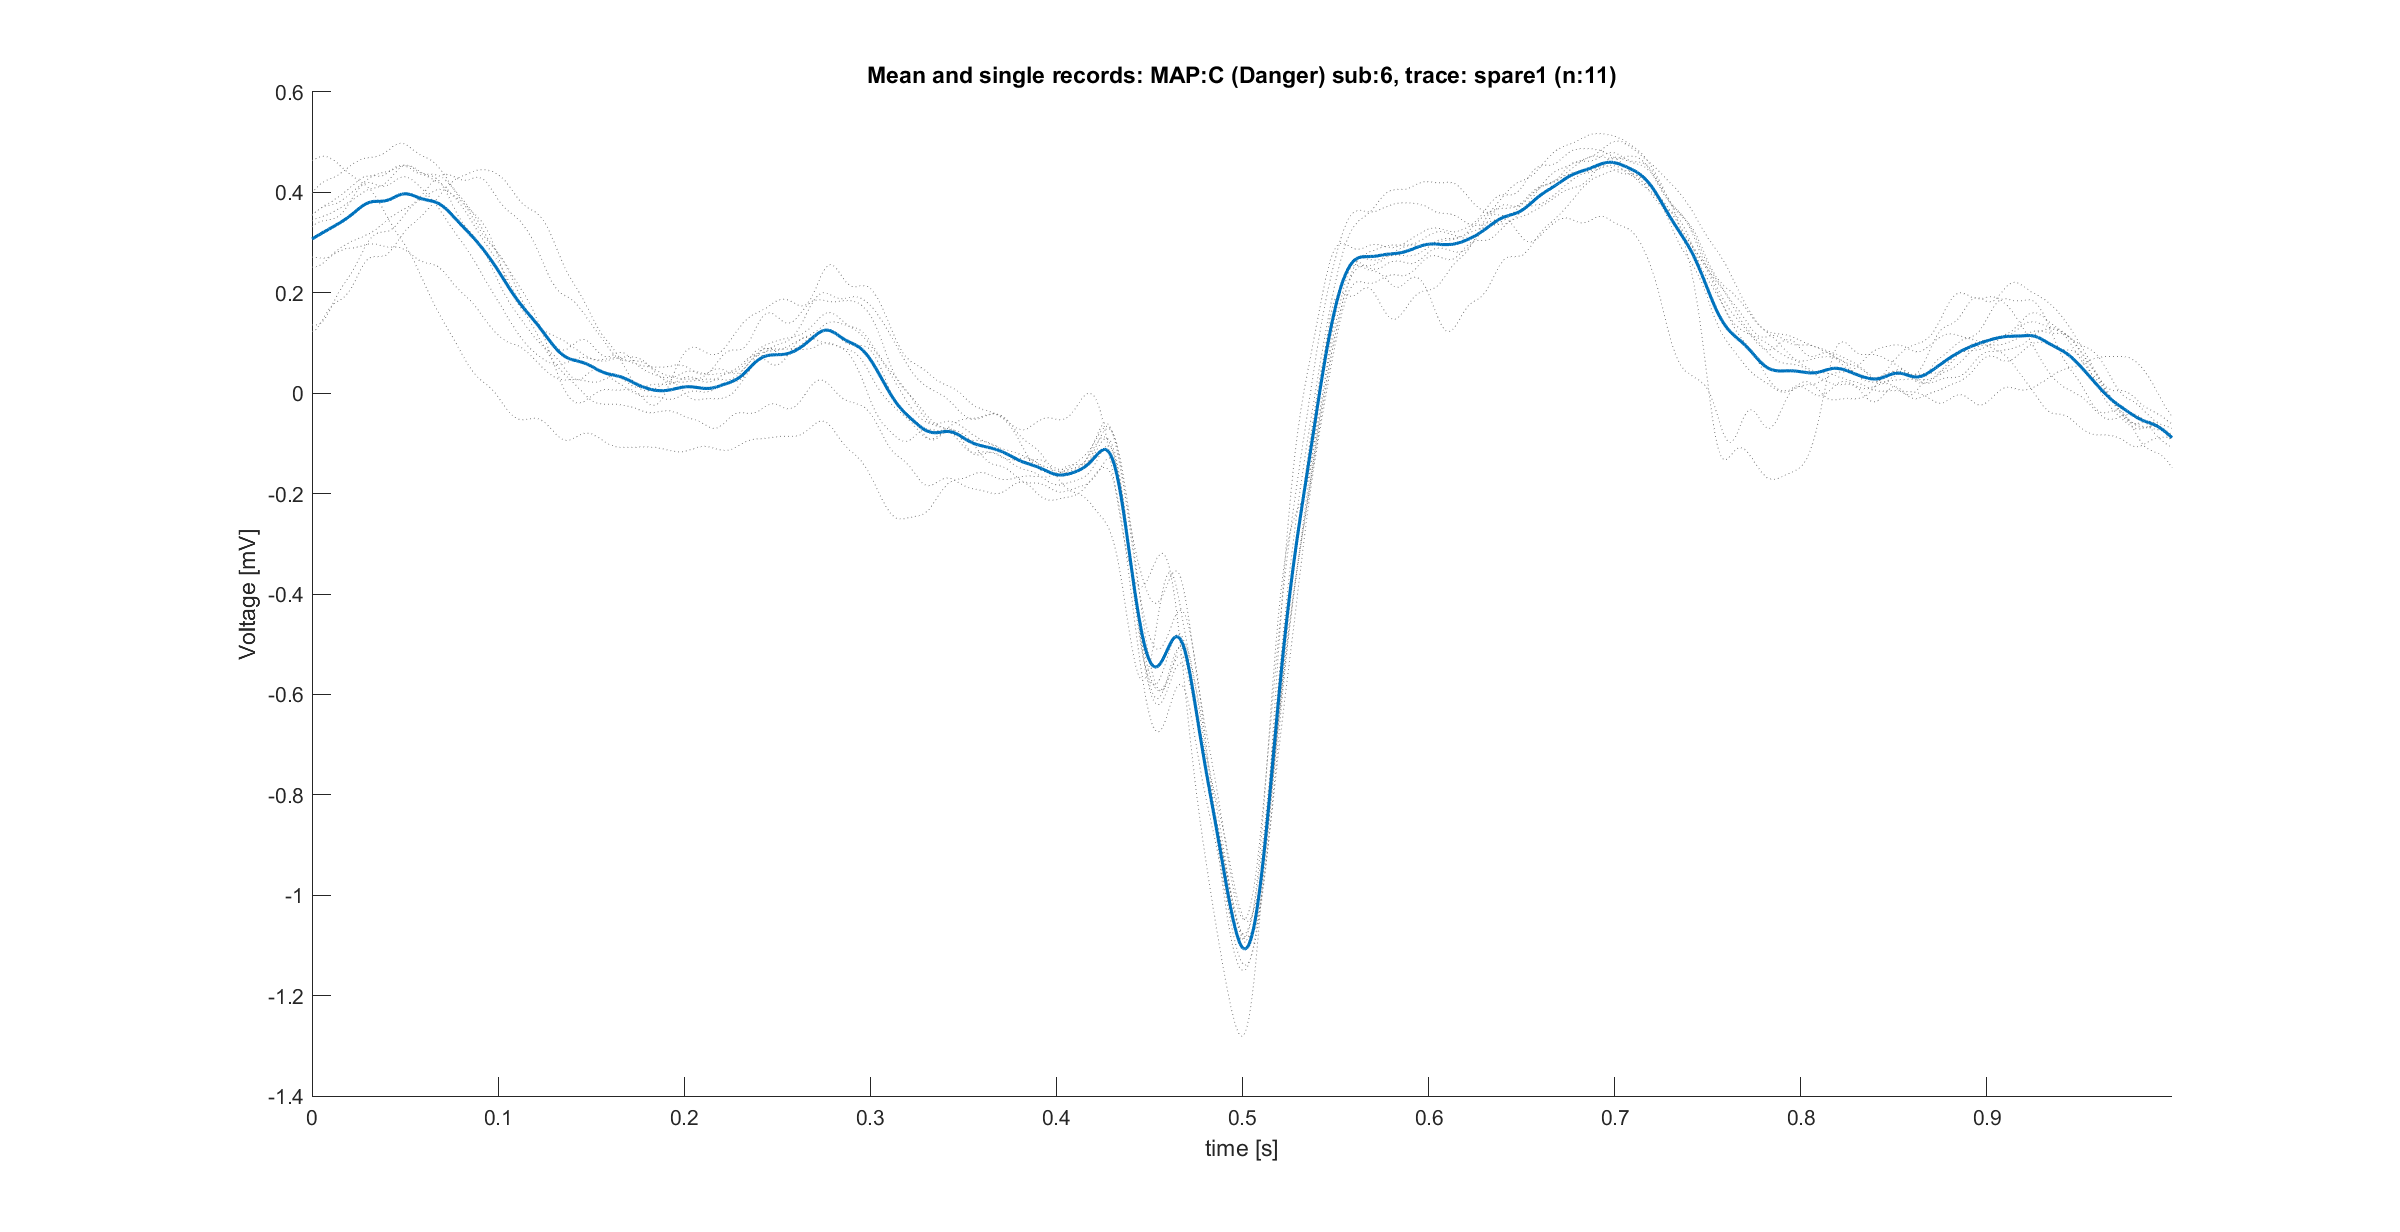 Mean and single records: MAP:C (Danger) sub:6, trace: spare1 (n:11)
0.6
0.4
0.2
0
-0.2
-0.4
-0.6
-0.8
-1
-1.2
-1.4
Voltage [mV]
0 0.1 0.2 0.3 0.4 0.5 0.6 0.7 0.8 0.9
time [s]